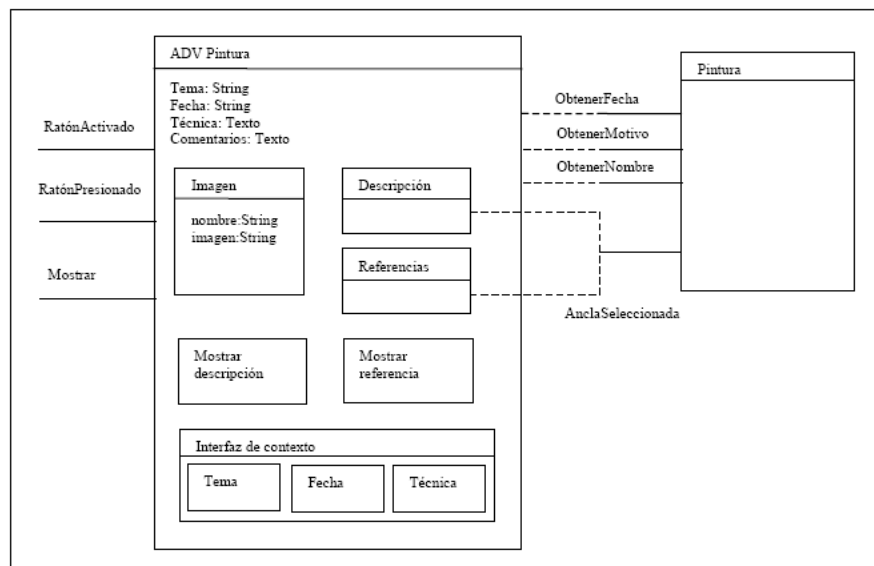 ADV Pintura
Tema: String
Fecha: String
Técnica: Texto
Comentarios: Texto
RatónActivado
RatónPresionado
Mostrar
Imagen
nombre:String
imagen:String
Descripción
Referencias
Mostrar
descripción
Mostrar
referencia
Interfaz de contexto
Tema
Fecha
Técnica
ObtenerFecha
ObtenerMotivo
ObtenerNombre
AnclaSeleccionada
Pintura